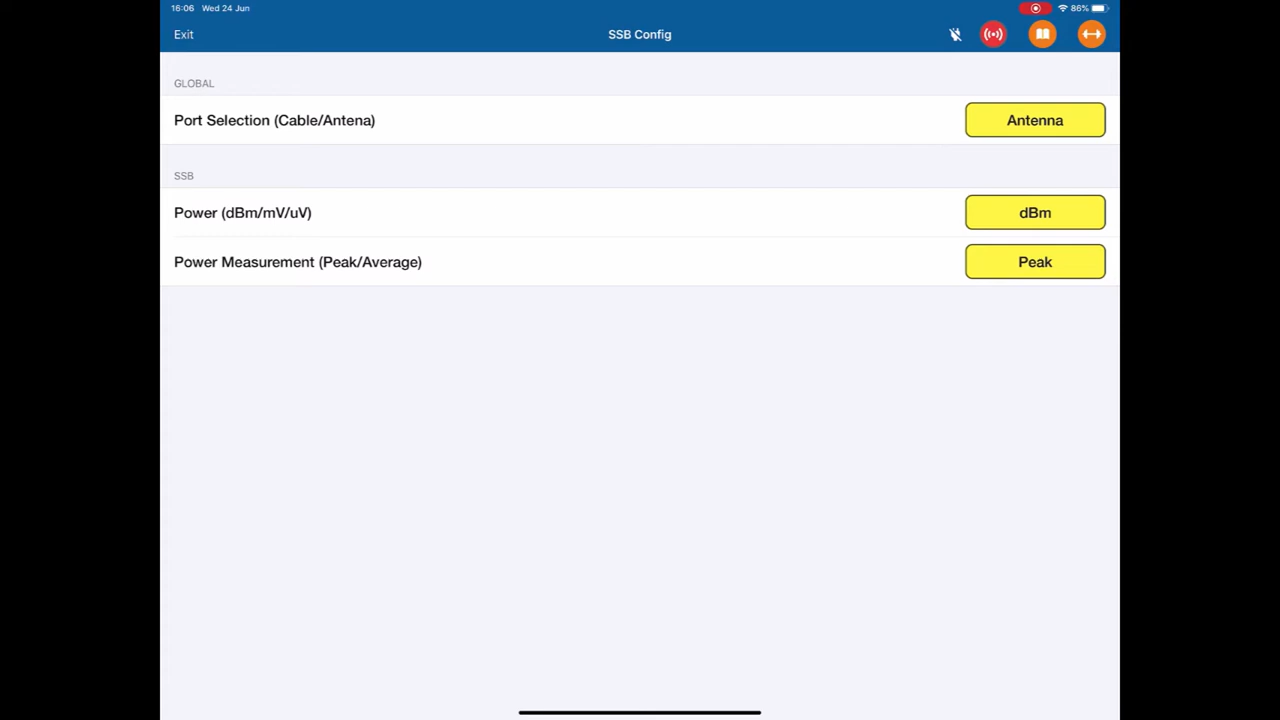 16:06 Wed 24 Jun 86%
Exit SSB Config
GLOBAL
Port Selection (Cable/Antena) Antenna
SSB
Power (dBm/mV/uV) dBm
Power Measurement (Peak/Average) Peak